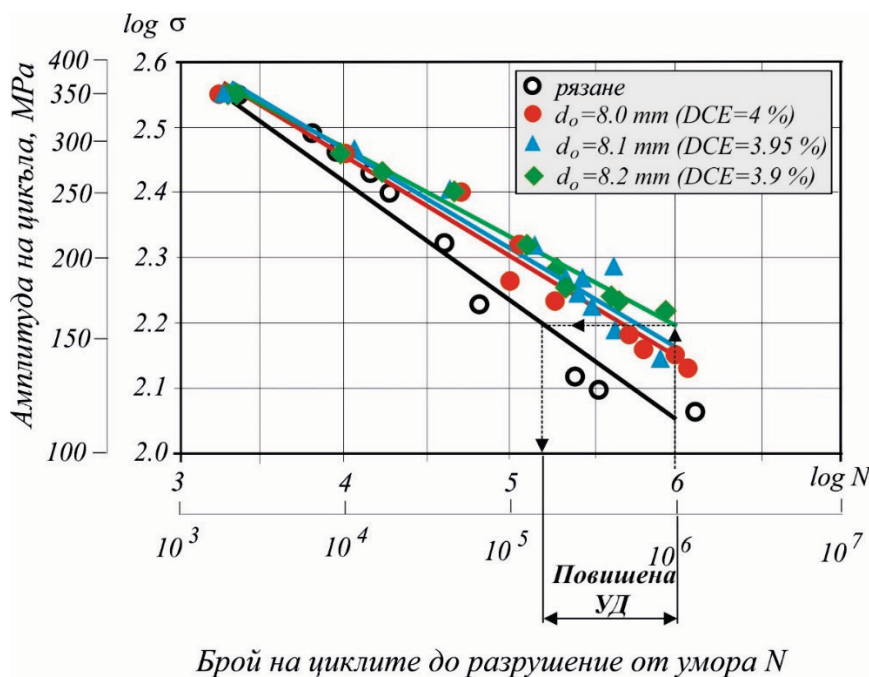 log σ
Амплитуда на цикъла, MPa
400
350
300
250
200
150
100
2.6
2.5
2.4
2.3
2.2
2.1
2.0
рязане
dₒ=8.0 mm (DCE=4 %)
dₒ=8.1 mm (DCE=3.95 %)
dₒ=8.2 mm (DCE=3.9 %)
3 4 5 6 log N
10³ 10⁴ 10⁵ 10⁶ 10⁷
Повишена
УД
Брой на циклите до разрушение от умора N